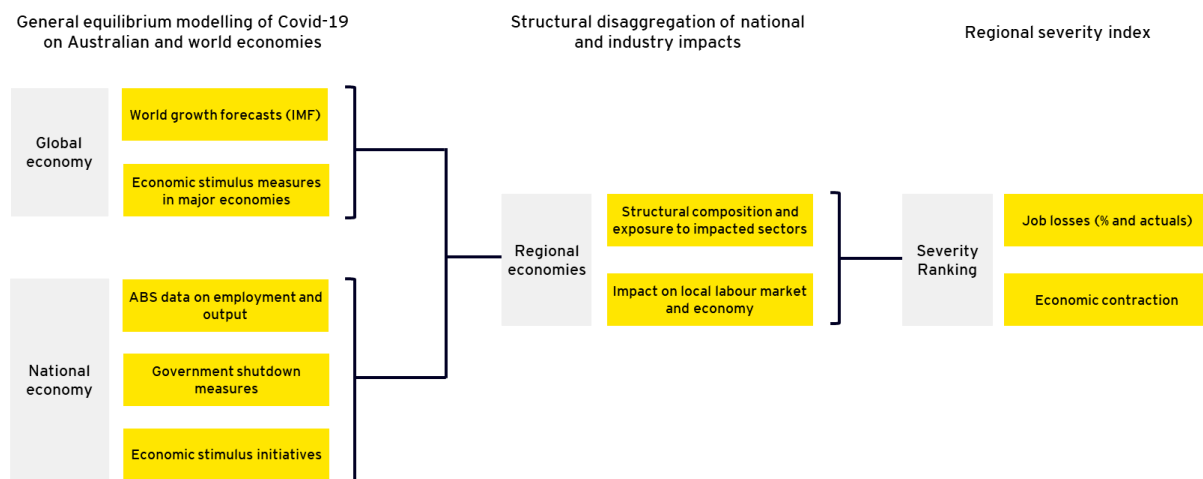 General equilibrium modelling of Covid-19
on Australian and world economies
Structural disaggregation of national
and industry impacts
Regional severity index
Global
economy
World growth forecasts (IMF)
Economic stimulus measures
in major economies
National
economy
ABS data on employment and
output
Government shutdown
measures
Economic stimulus initiatives
Regional
economies
Structural composition and
exposure to impacted sectors
Impact on local labour market
and economy
Severity
Ranking
Job losses (% and actuals)
Economic contraction